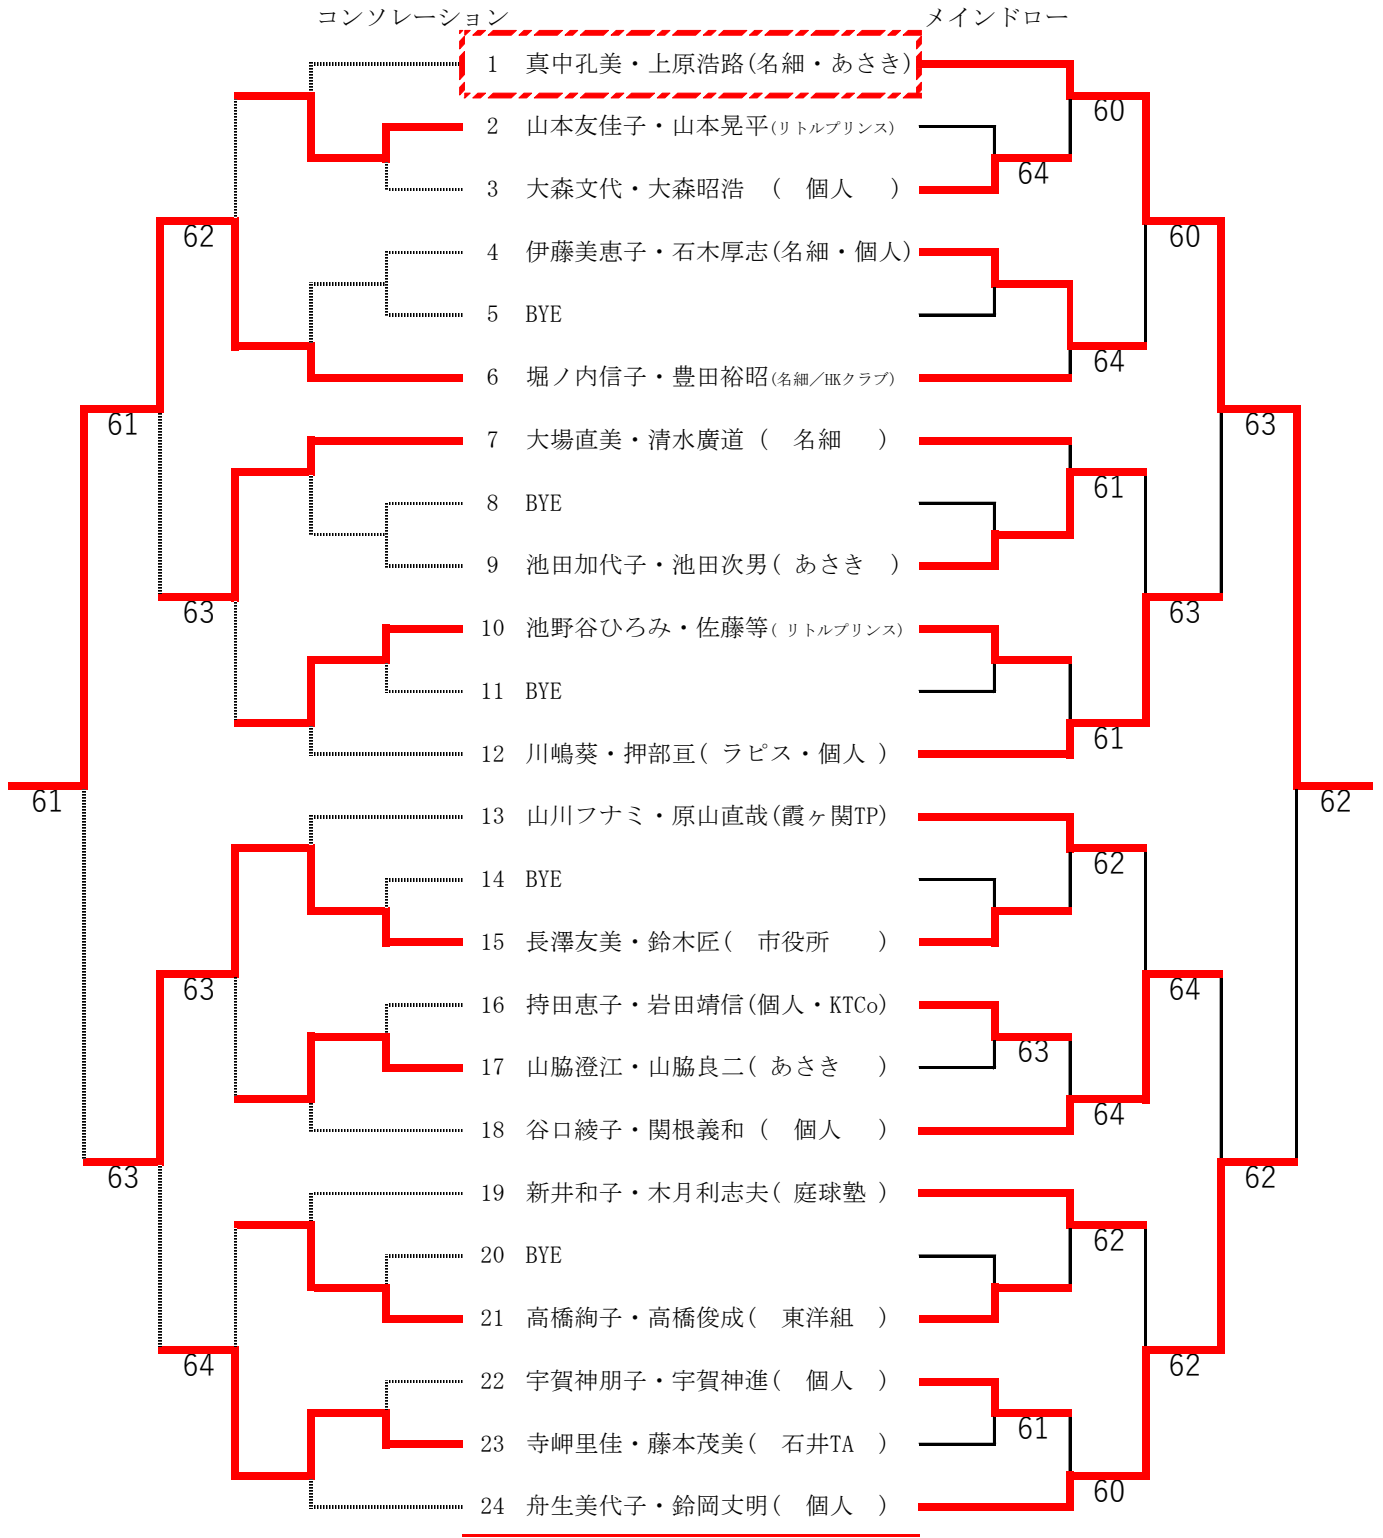 コンソレーション メインドロー
1 真中孔美・上原浩路(名細・あさき)
60
2 山本友佳子・山本晃平(リトルプリンス)
64
3 大森文代・大森昭浩 ( 個人 )
62 60
4 伊藤美恵子・石木厚志(名細・個人)
5 BYE
64
6 堀ノ内信子・豊田裕昭(名細／HKクラブ)
61 63
7 大場直美・清水廣道 ( 名細 )
61
8 BYE
9 池田加代子・池田次男( あさき )
63 63
10 池野谷ひろみ・佐藤等( リトルプリンス)
11 BYE
61
12 川嶋葵・押部亘( ラピス・個人 )
61 62
13 山川フナミ・原山直哉(霞ヶ関TP)
62
14 BYE
15 長澤友美・鈴木匠( 市役所 )
63 64
16 持田恵子・岩田靖信(個人・KTCo)
63
17 山脇澄江・山脇良二( あさき )
64
18 谷口綾子・関根義和 ( 個人 )
63 62
19 新井和子・木月利志夫( 庭球塾 )
62
20 BYE
21 高橋絢子・高橋俊成( 東洋組 )
64 62
22 宇賀神朋子・宇賀神進( 個人 )
61
23 寺岬里佳・藤本茂美( 石井TA )
60
24 舟生美代子・鈴岡丈明( 個人 )